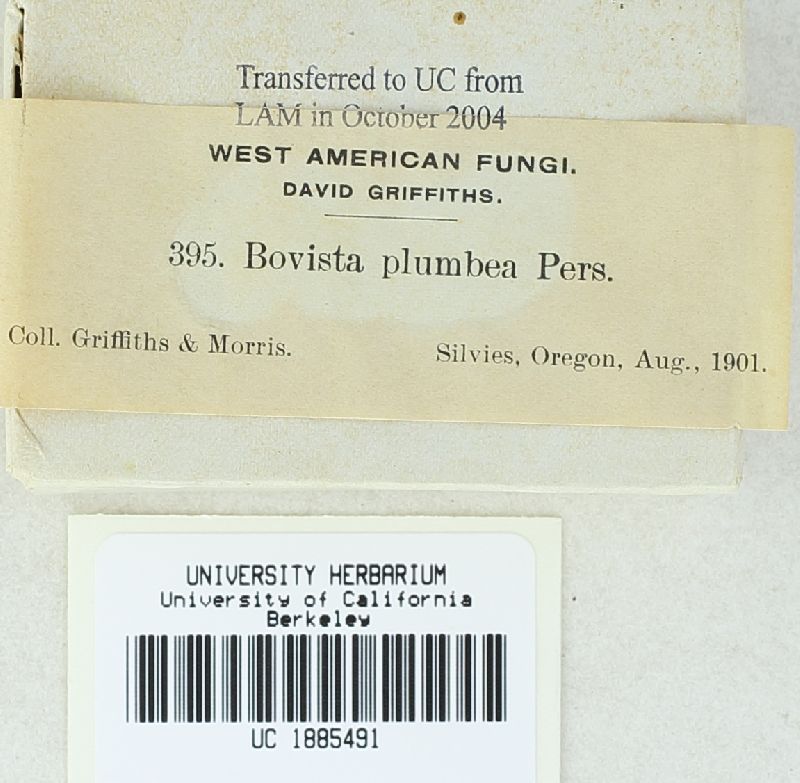 Transferred to UC from
LAM in October 2004
WEST AMERICAN FUNGI.
DAVID GRIFFITHS.
395. Bovista plumbea Pers.
Coll. Griffiths & Morris. Silvies, Oregon, Aug., 1901.
UNIVERSITY HERBARIUM
University of California
Berkeley
UC 1885491